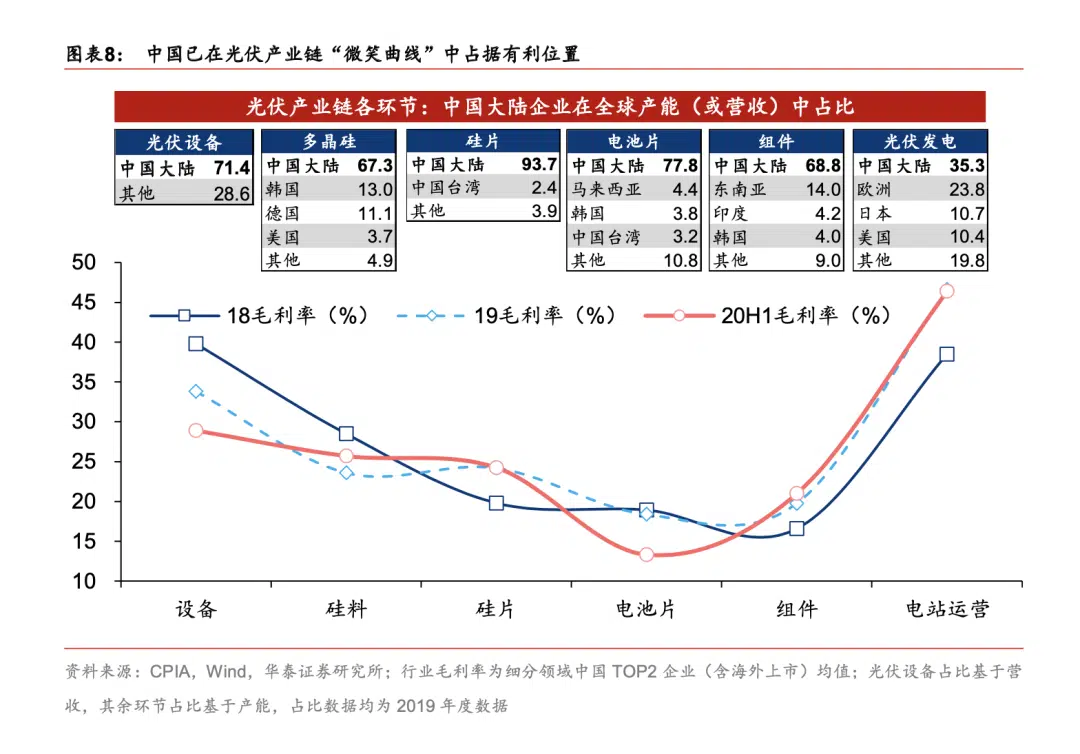 图表8： 中国已在光伏产业链“微笑曲线”中占据有利位置
光伏产业链各环节：中国大陆企业在全球产能（或营收）中占比
光伏设备
中国大陆 71.4
其他 28.6
多晶硅
中国大陆 67.3
韩国 13.0
德国 11.1
美国 3.7
其他 4.9
硅片
中国大陆 93.7
中国台湾 2.4
其他 3.9
电池片
中国大陆 77.8
马来西亚 4.4
韩国 3.8
中国台湾 3.2
其他 10.8
组件
中国大陆 68.8
东南亚 14.0
印度 4.2
韩国 4.0
其他 9.0
光伏发电
中国大陆 35.3
欧洲 23.8
日本 10.7
美国 10.4
其他 19.8
18毛利率（%） 19毛利率（%） 20H1毛利率（%）
50
45
40
35
30
25
20
15
10
设备 硅料 硅片 电池片 组件 电站运营
资料来源：CPIA，Wind，华泰证券研究所；行业毛利率为细分领域中国 TOP2 企业（含海外上市）均值；光伏设备占比基于营
收，其余环节占比基于产能，占比数据均为 2019 年度数据